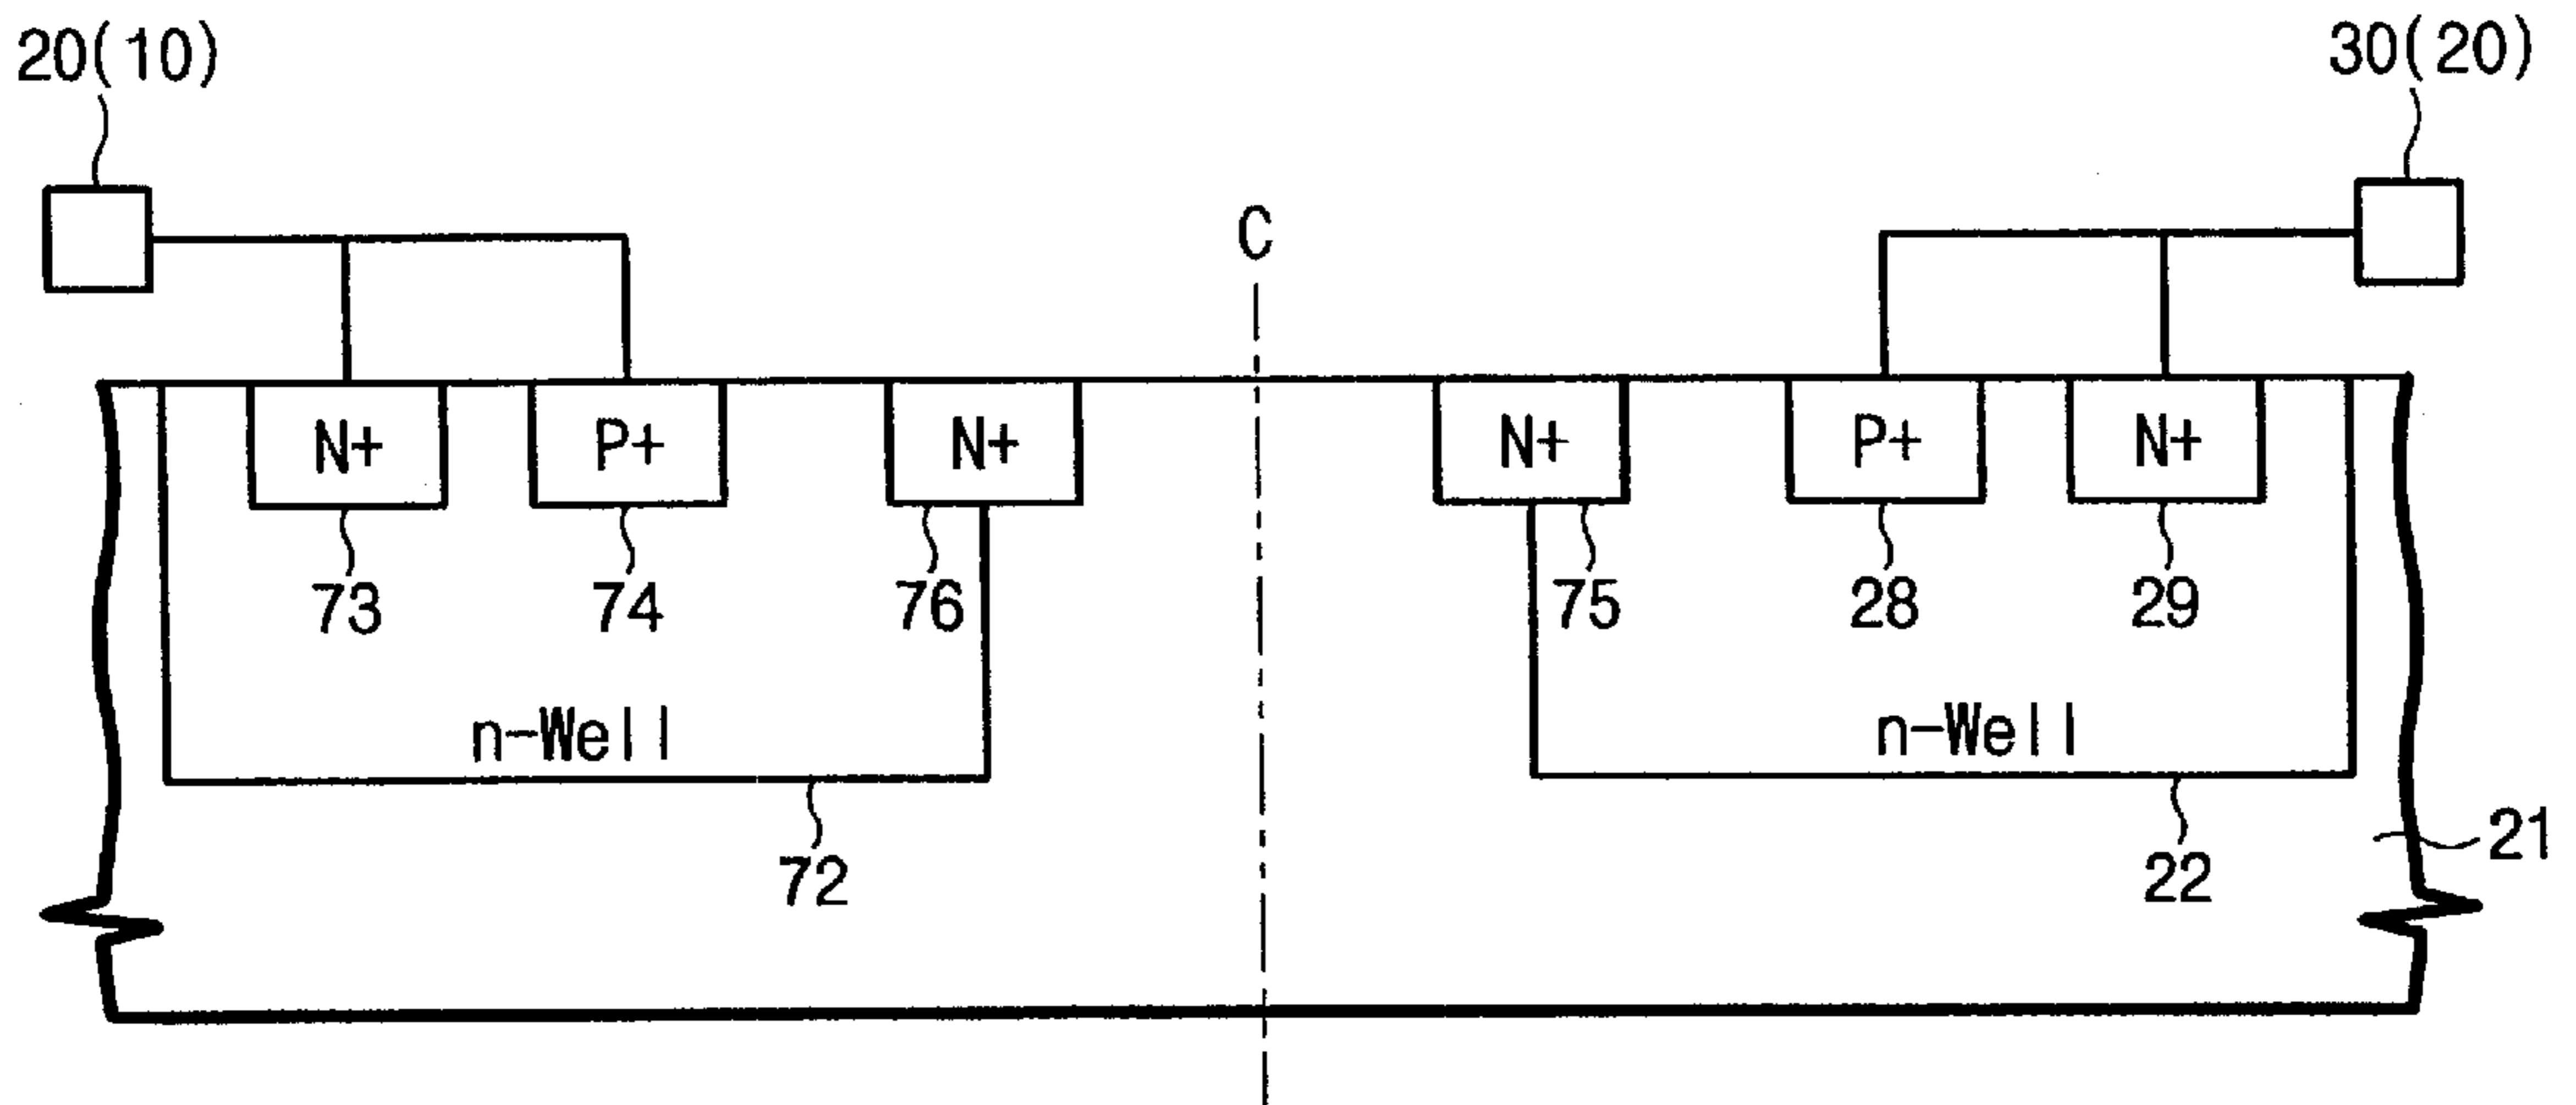 20(10) 30(20)
C
N+ P+ N+ N+ P+ N+
73 74 76 75 28 29
n-Well n-Well
72 22 21